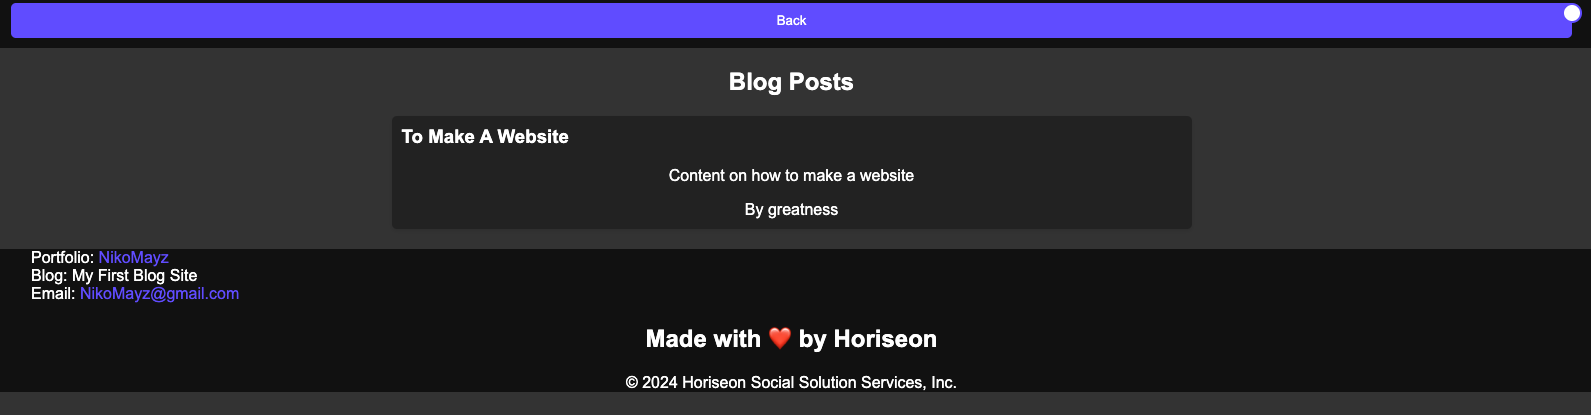 Back
Blog Posts
To Make A Website
Content on how to make a website
By greatness
Portfolio: NikoMayz
Blog: My First Blog Site
Email: NikoMayz@gmail.com
Made with ❤️ by Horiseon
© 2024 Horiseon Social Solution Services, Inc.